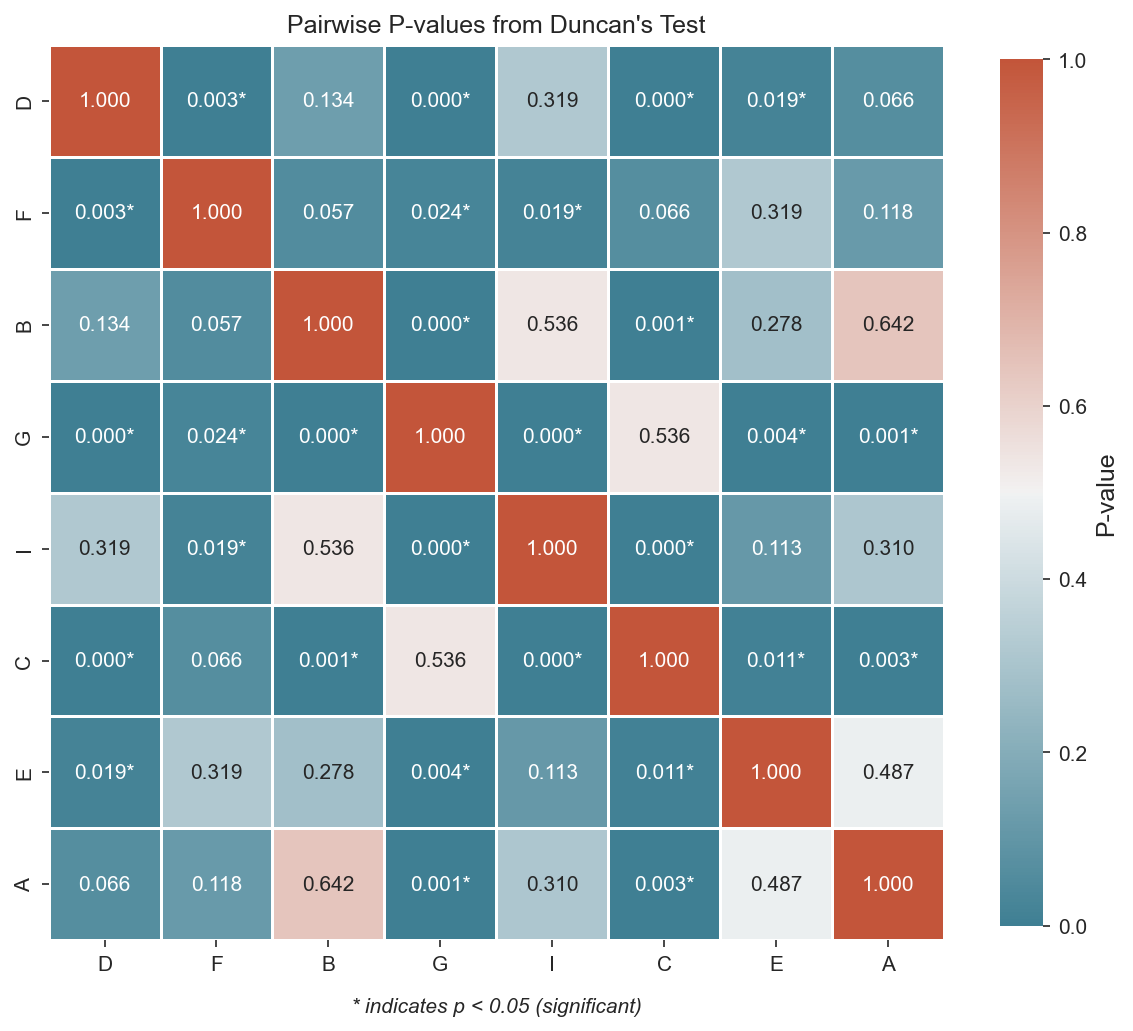 Pairwise P-values from Duncan's Test
D 1.000 0.003* 0.134 0.000* 0.319 0.000* 0.019* 0.066
F 0.003* 1.000 0.057 0.024* 0.019* 0.066 0.319 0.118
B 0.134 0.057 1.000 0.000* 0.536 0.001* 0.278 0.642
G 0.000* 0.024* 0.000* 1.000 0.000* 0.536 0.004* 0.001*
I 0.319 0.019* 0.536 0.000* 1.000 0.000* 0.113 0.310
C 0.000* 0.066 0.001* 0.536 0.000* 1.000 0.011* 0.003*
E 0.019* 0.319 0.278 0.004* 0.113 0.011* 1.000 0.487
A 0.066 0.118 0.642 0.001* 0.310 0.003* 0.487 1.000
D F B G I C E A
* indicates p < 0.05 (significant)
1.0
0.8
0.6
0.4
0.2
0.0
P-value